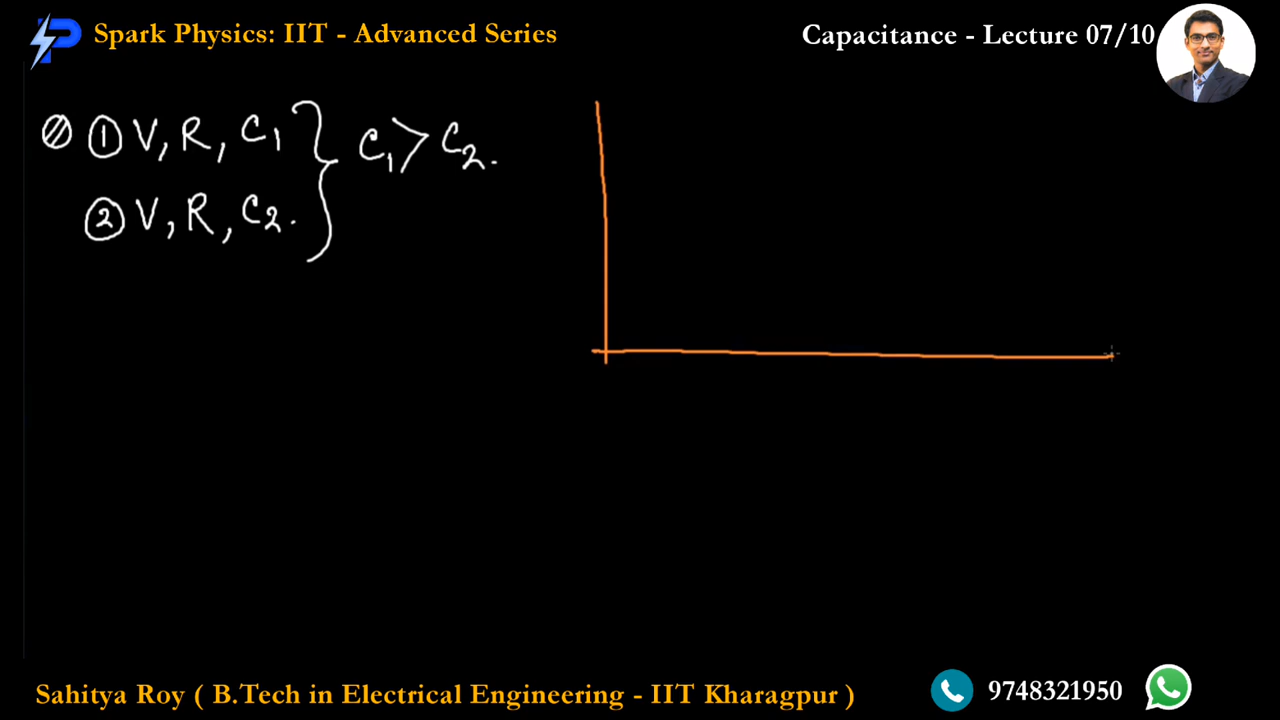 Spark Physics: IIT - Advanced Series
Capacitance - Lecture 07/10
① V, R, C1 } C1 > C2.
② V, R, C2.
Sahitya Roy ( B.Tech in Electrical Engineering - IIT Kharagpur )
9748321950